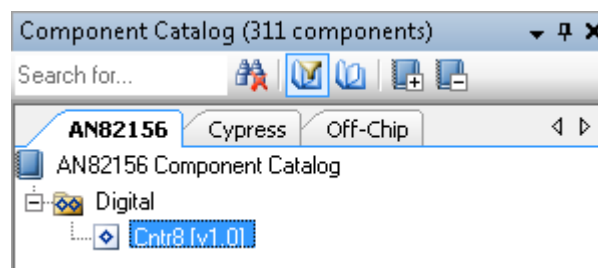 Component Catalog (311 components)
Search for...
AN82156 Cypress Off-Chip
AN82156 Component Catalog
Digital
Cntr8 [v1.0]